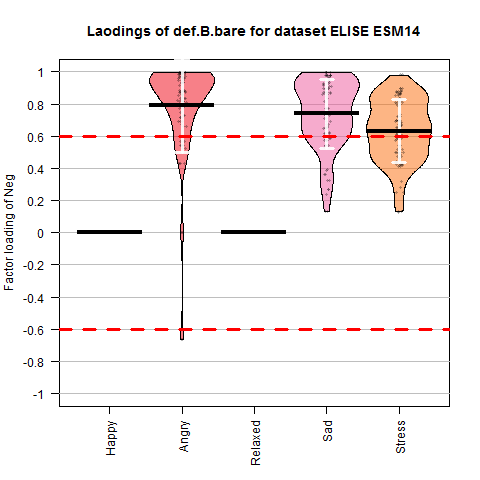 Laodings of def.B.bare for dataset ELISE ESM14
Factor loading of Neg
1
0.8
0.6
0.4
0.2
0
-0.2
-0.4
-0.6
-0.8
-1
Happy
Angry
Relaxed
Sad
Stress